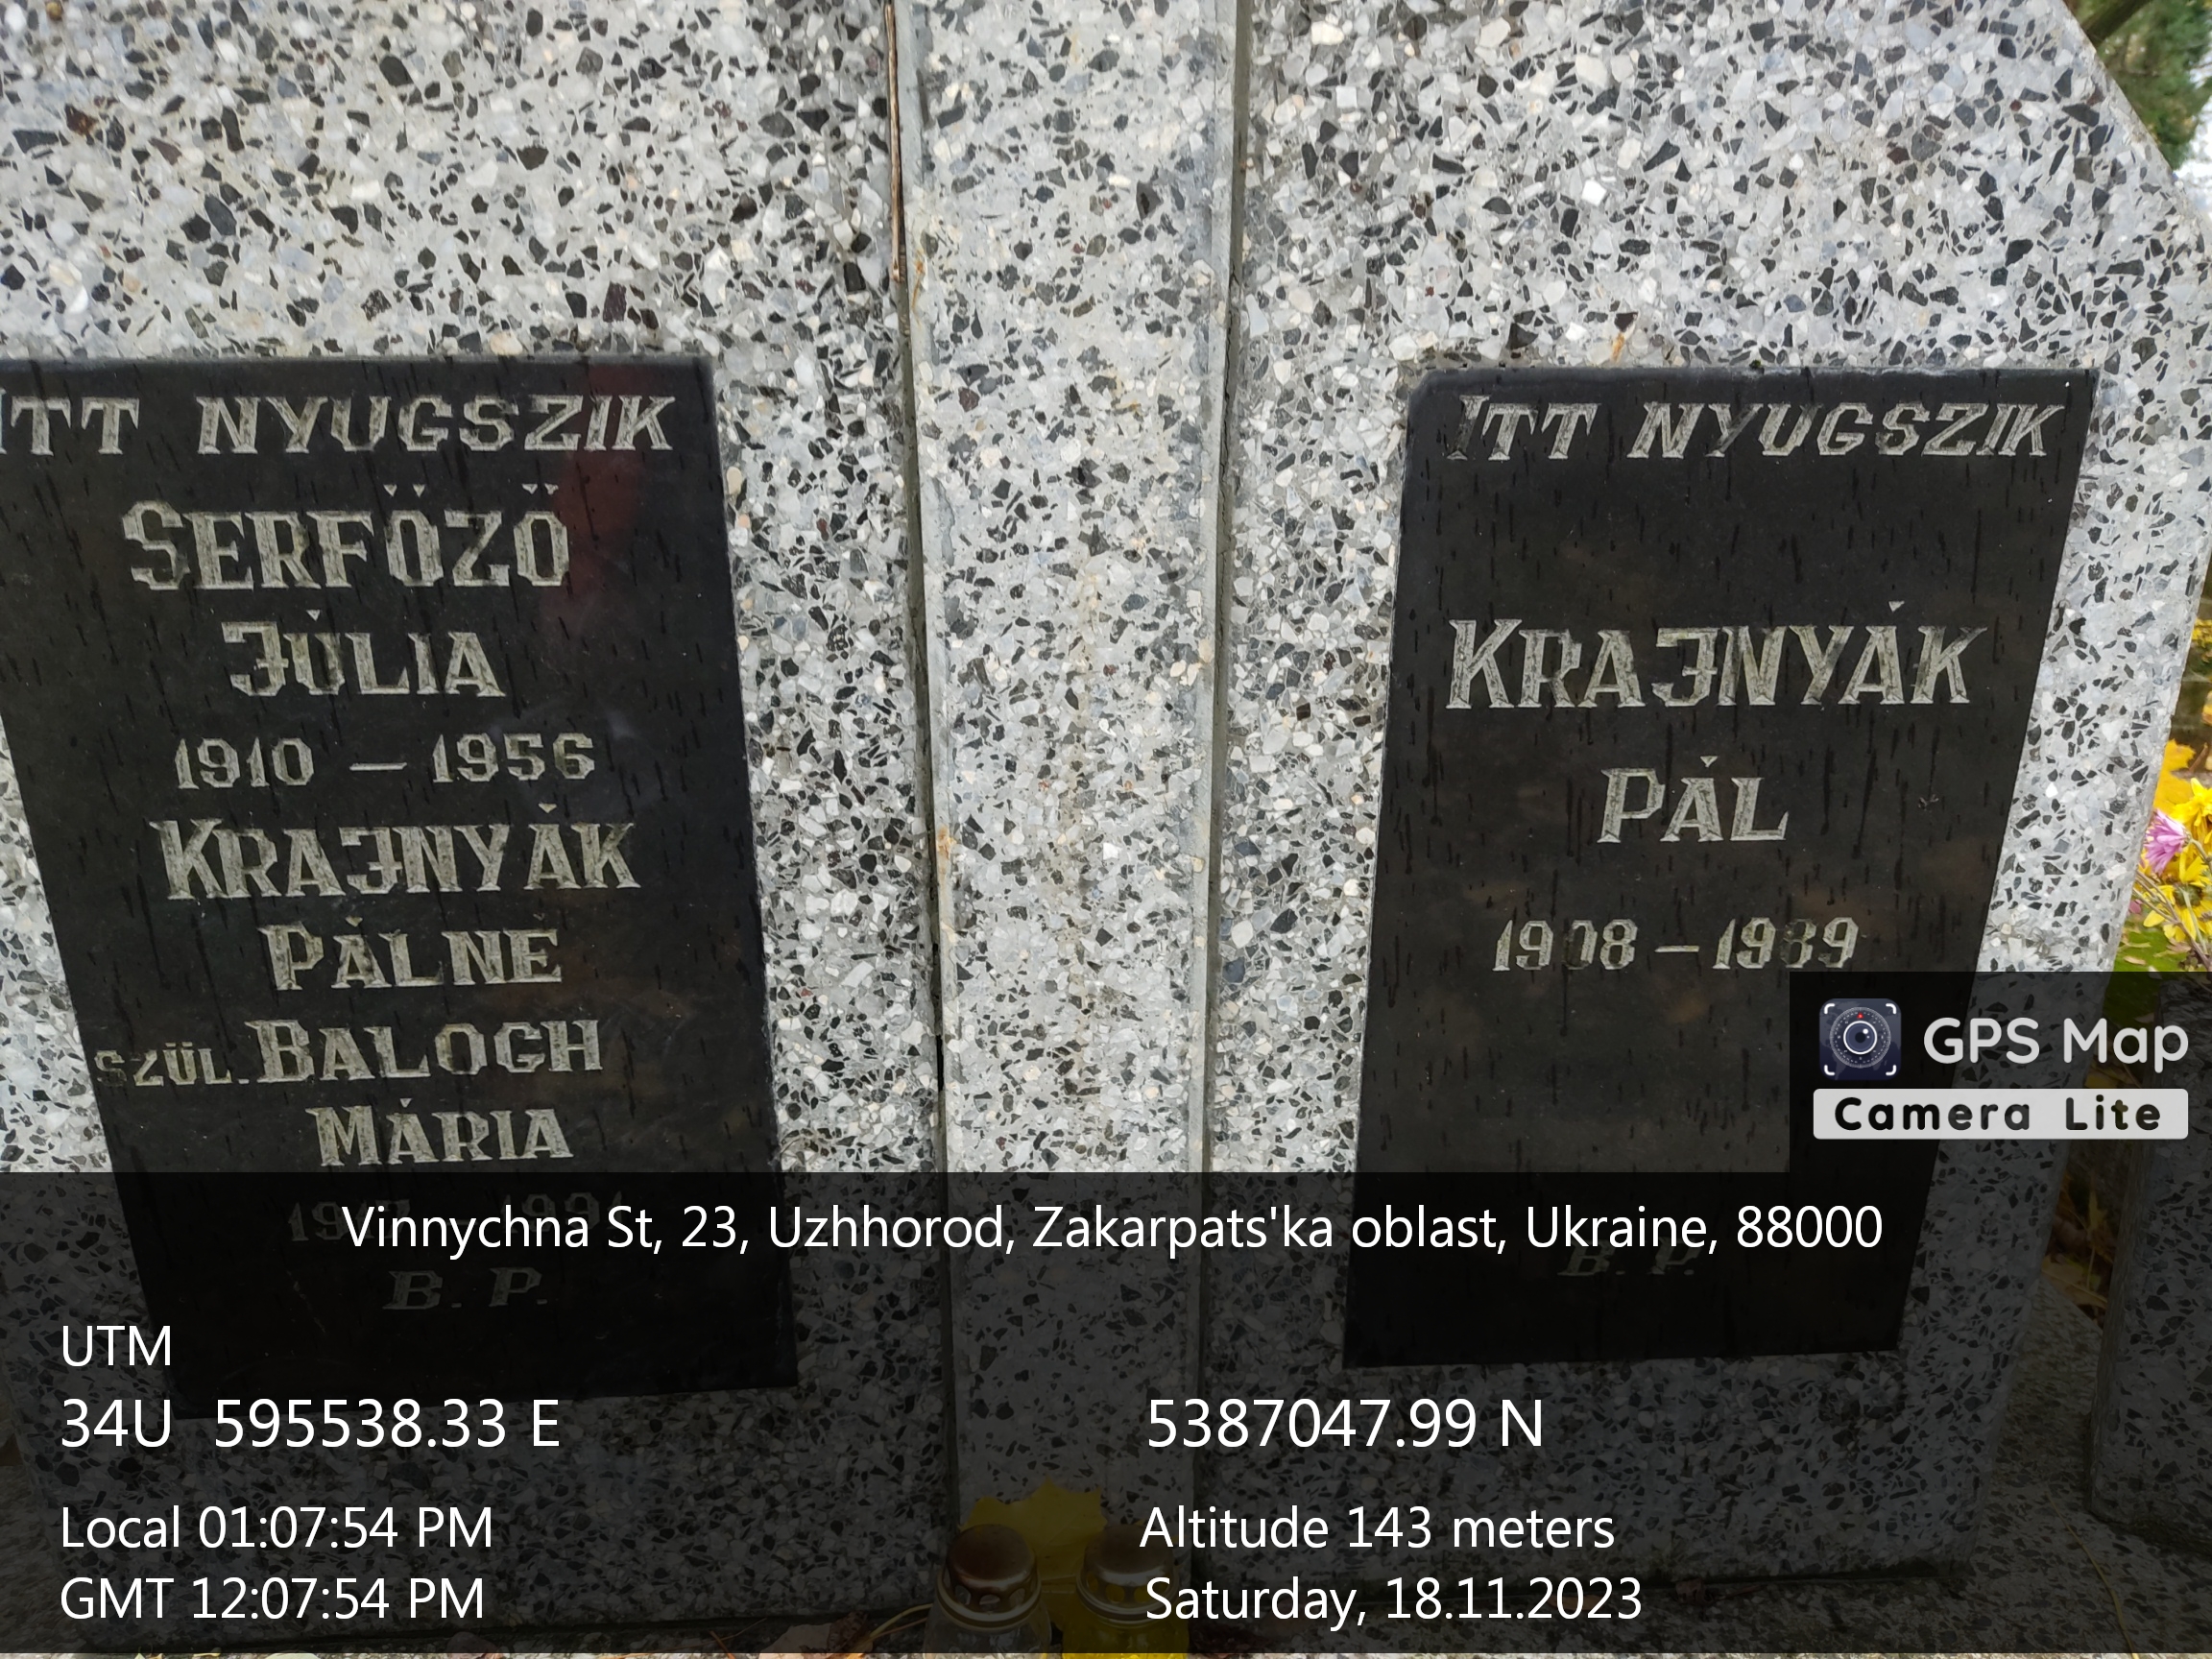 ITT NYUGSZIK
SERFŐZŐ
JÚLIA
1910 – 1956
KRAJNYÁK
PÁLNÉ
SZÜL. BALOGH
MÁRIA
B. P.
ITT NYUGSZIK
KRAJNYÁK
PÁL
1908 – 1989
B. P.
GPS Map
Camera Lite
Vinnychna St, 23, Uzhhorod, Zakarpats'ka oblast, Ukraine, 88000
UTM
34U 595538.33 E 5387047.99 N
Local 01:07:54 PM Altitude 143 meters
GMT 12:07:54 PM Saturday, 18.11.2023